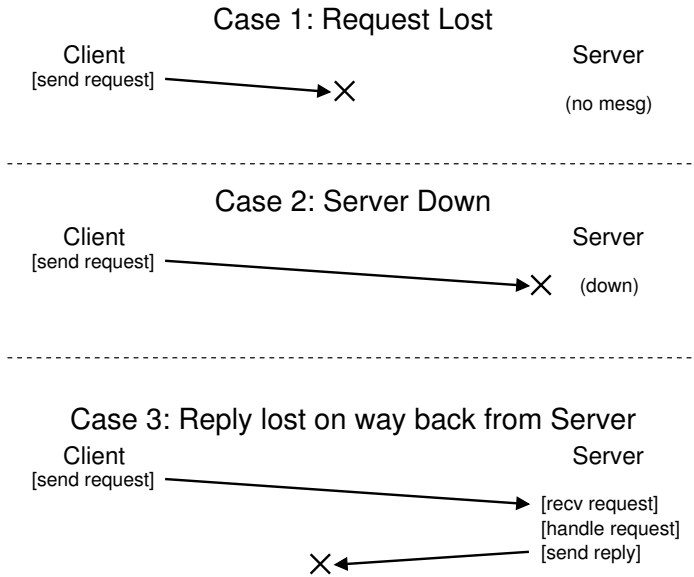 Case 1: Request Lost
Client Server
[send request]
(no mesg)
Case 2: Server Down
Client Server
[send request]
(down)
Case 3: Reply lost on way back from Server
Client Server
[send request]
[recv request]
[handle request]
[send reply]